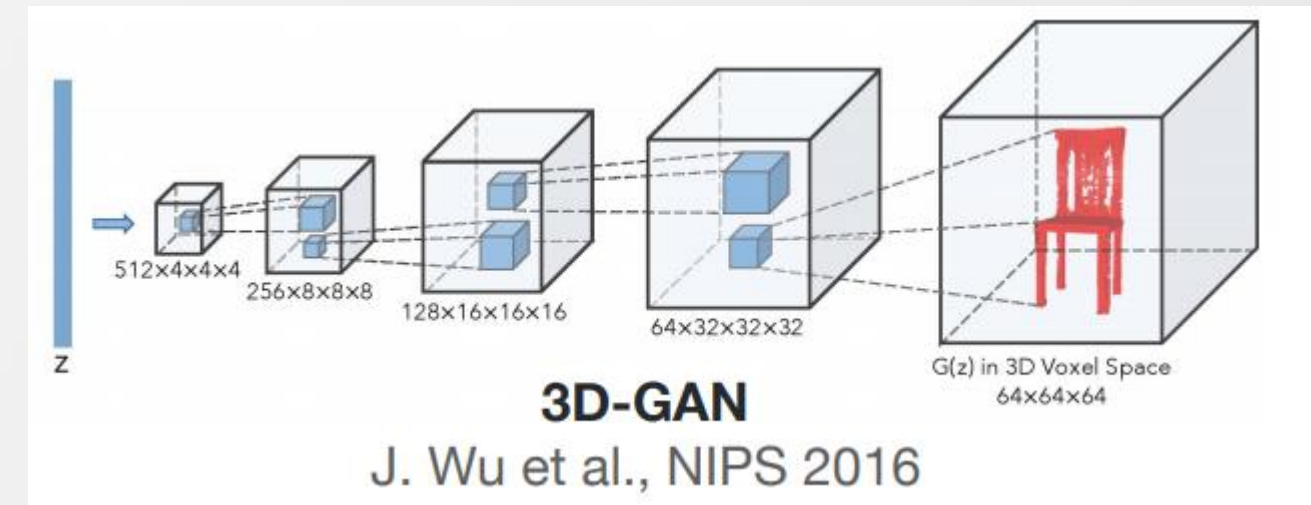 z
512×4×4×4
256×8×8×8
128×16×16×16
64×32×32×32
G(z) in 3D Voxel Space
64×64×64
3D-GAN
J. Wu et al., NIPS 2016